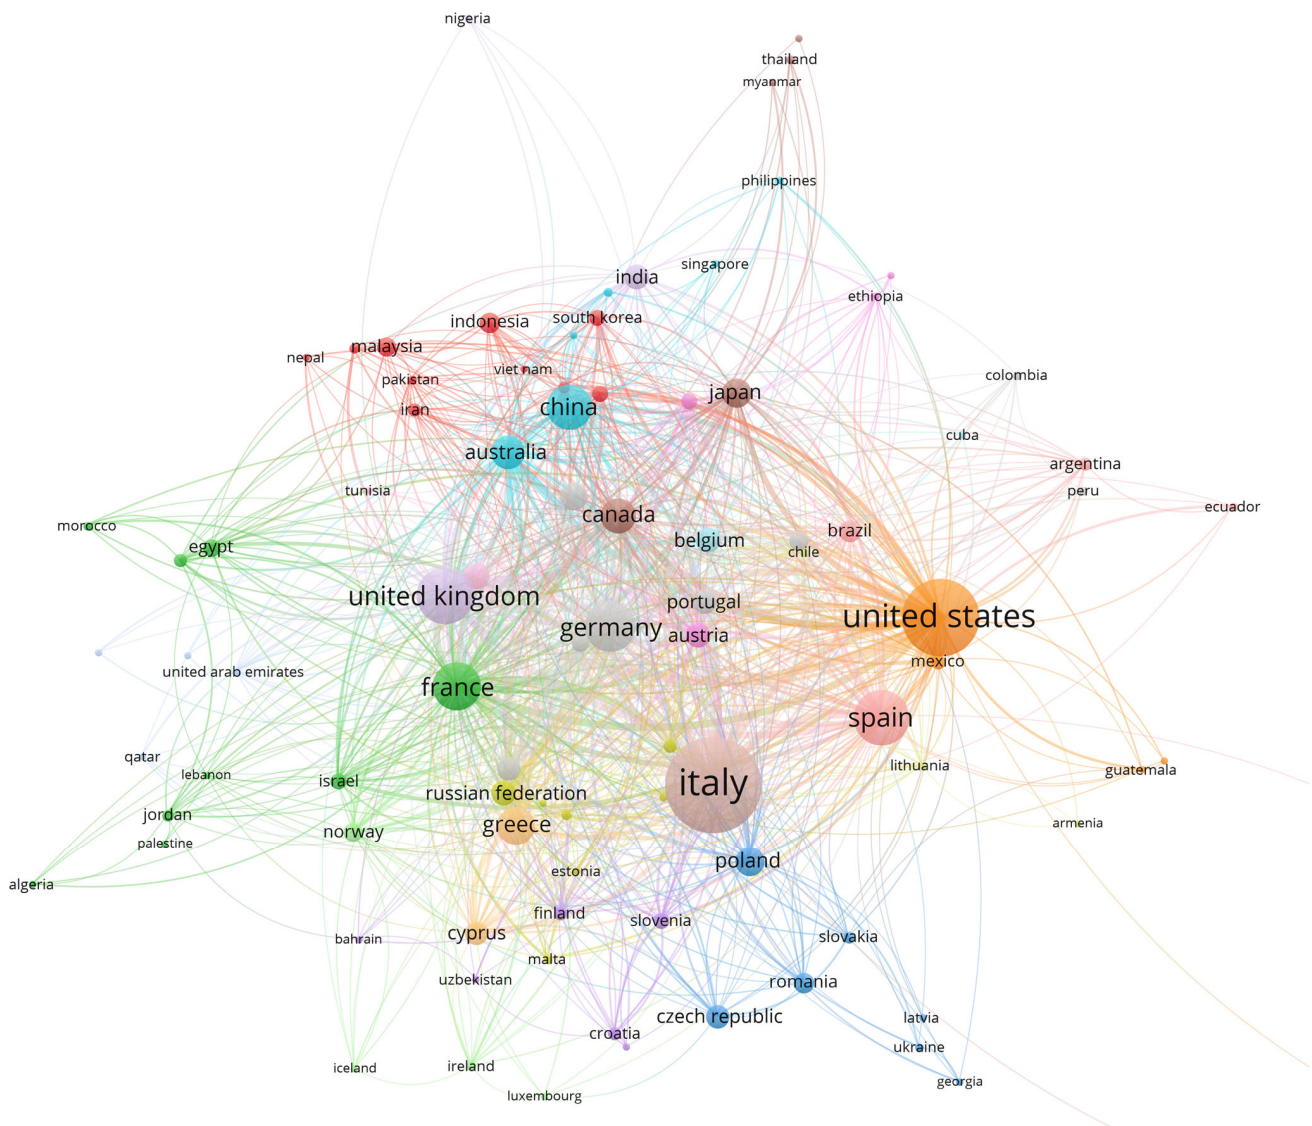 nigeria
thailand
myanmar
philippines
singapore
india
ethiopia
indonesia
south korea
malaysia
nepal
viet nam
pakistan
colombia
japan
iran
china
cuba
australia
argentina
tunisia
peru
ecuador
canada
morocco
brazil
belgium
egypt
chile
united kingdom
portugal
united states
germany
austria
mexico
united arab emirates
france
spain
qatar
lithuania
guatemala
lebanon
israel
italy
russian federation
jordan
greece
armenia
norway
palestine
poland
estonia
algeria
finland
slovenia
cyprus
slovakia
bahrain
malta
uzbekistan
romania
czech republic
latvia
croatia
ukraine
ireland
iceland
georgia
luxembourg